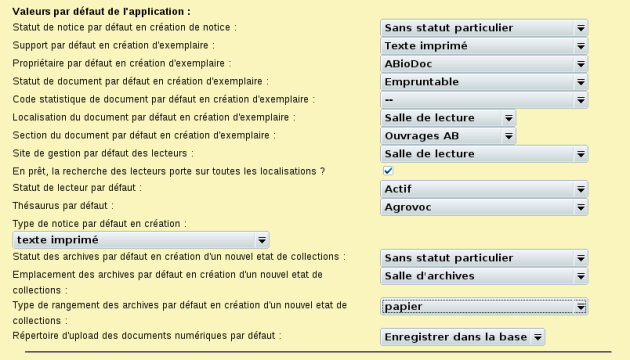 Valeurs par défaut de l'application :
Statut de notice par défaut en création de notice : Sans statut particulier
Support par défaut en création d'exemplaire : Texte imprimé
Propriétaire par défaut en création d'exemplaire : ABioDoc
Statut de document par défaut en création d'exemplaire : Empruntable
Code statistique de document par défaut en création d'exemplaire : --
Localisation du document par défaut en création d'exemplaire : Salle de lecture
Section du document par défaut en création d'exemplaire : Ouvrages AB
Site de gestion par défaut des lecteurs : Salle de lecture
En prêt, la recherche des lecteurs porte sur toutes les localisations ?
Statut de lecteur par défaut : Actif
Thésaurus par défaut : Agrovoc
Type de notice par défaut en création :
texte imprimé
Statut des archives par défaut en création d'un nouvel etat de collections : Sans statut particulier
Emplacement des archives par défaut en création d'un nouvel etat de Salle d'archives
collections :
Type de rangement des archives par défaut en création d'un nouvel etat de papier
collections :
Répertoire d'upload des documents numériques par défaut : Enregistrer dans la base